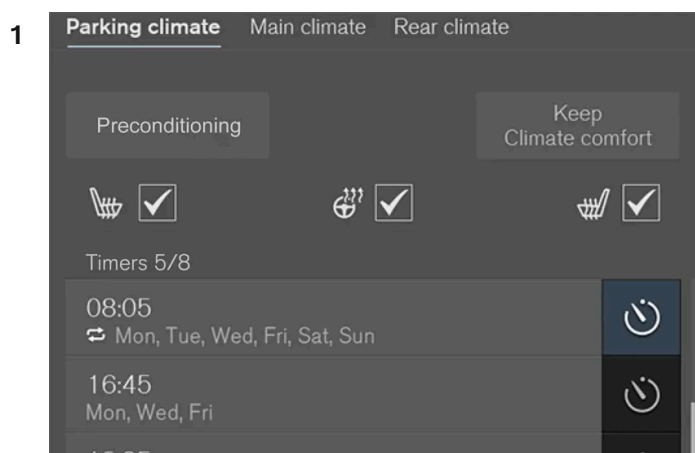 1
Parking climate Main climate Rear climate
Preconditioning
Keep
Climate comfort
Timers 5/8
08:05
Mon, Tue, Wed, Fri, Sat, Sun
16:45
Mon, Wed, Fri